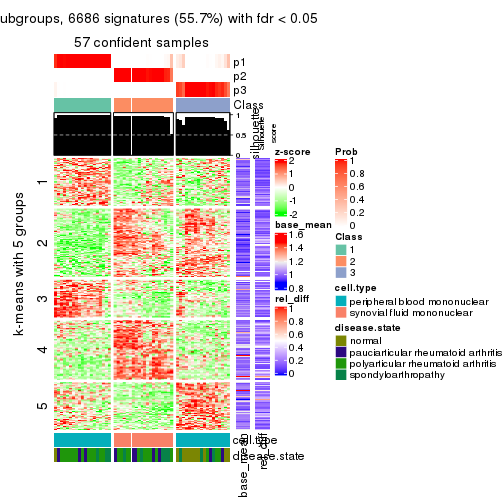 ubgroups, 6686 signatures (55.7%) with fdr < 0.05
57 confident samples
p1
p2
p3
Class
1
0.5
0
silhouette
score
k-means with 5 groups
1
2
3
4
5
cell.type
disease.state
base_mean
rel_diff
z-score
2
1
0
-1
-2
base_mean
1.6
1.4
1.2
1
0.8
rel_diff
1
0.8
0.6
0.4
0.2
0
Prob
1
0.8
0.6
0.4
0.2
0
Class
1
2
3
cell.type
peripheral blood mononuclear
synovial fluid mononuclear
disease.state
normal
pauciarticular rheumatoid arthritis
polyarticular rheumatoid arthritis
spondyloarthropathy